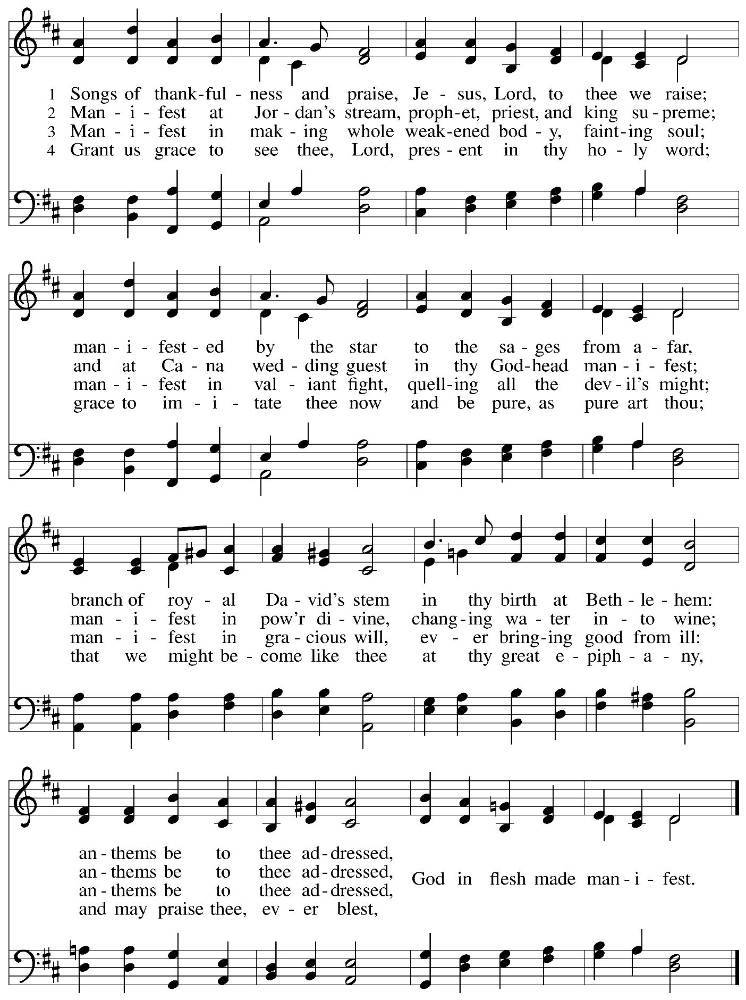 1 Songs of thank-ful - ness and praise, Je - sus, Lord, to thee we raise;
2 Man - i - fest at Jor - dan's stream, proph-et, priest, and king su - preme;
3 Man - i - fest in mak - ing whole weak-ened bod - y, faint-ing soul;
4 Grant us grace to see thee, Lord, pres - ent in thy ho - ly word;
man - i - fest - ed by the star to the sa - ges from a - far,
and at Ca - na wed - ding guest in thy God-head man - i - fest;
man - i - fest in val - iant fight, quell-ing all the dev - il's might;
grace to im - i - tate thee now and be pure, as pure art thou;
branch of roy - al Da - vid's stem in thy birth at Beth - le - hem:
man - i - fest in pow'r di - vine, chang-ing wa - ter in - to wine;
man - i - fest in gra - cious will, ev - er bring-ing good from ill:
that we might be - come like thee at thy great e - piph - a - ny,
an - thems be to thee ad - dressed,
an - thems be to thee ad - dressed,
God in flesh made man - i - fest.
an - thems be to thee ad - dressed,
and may praise thee, ev - er blest,